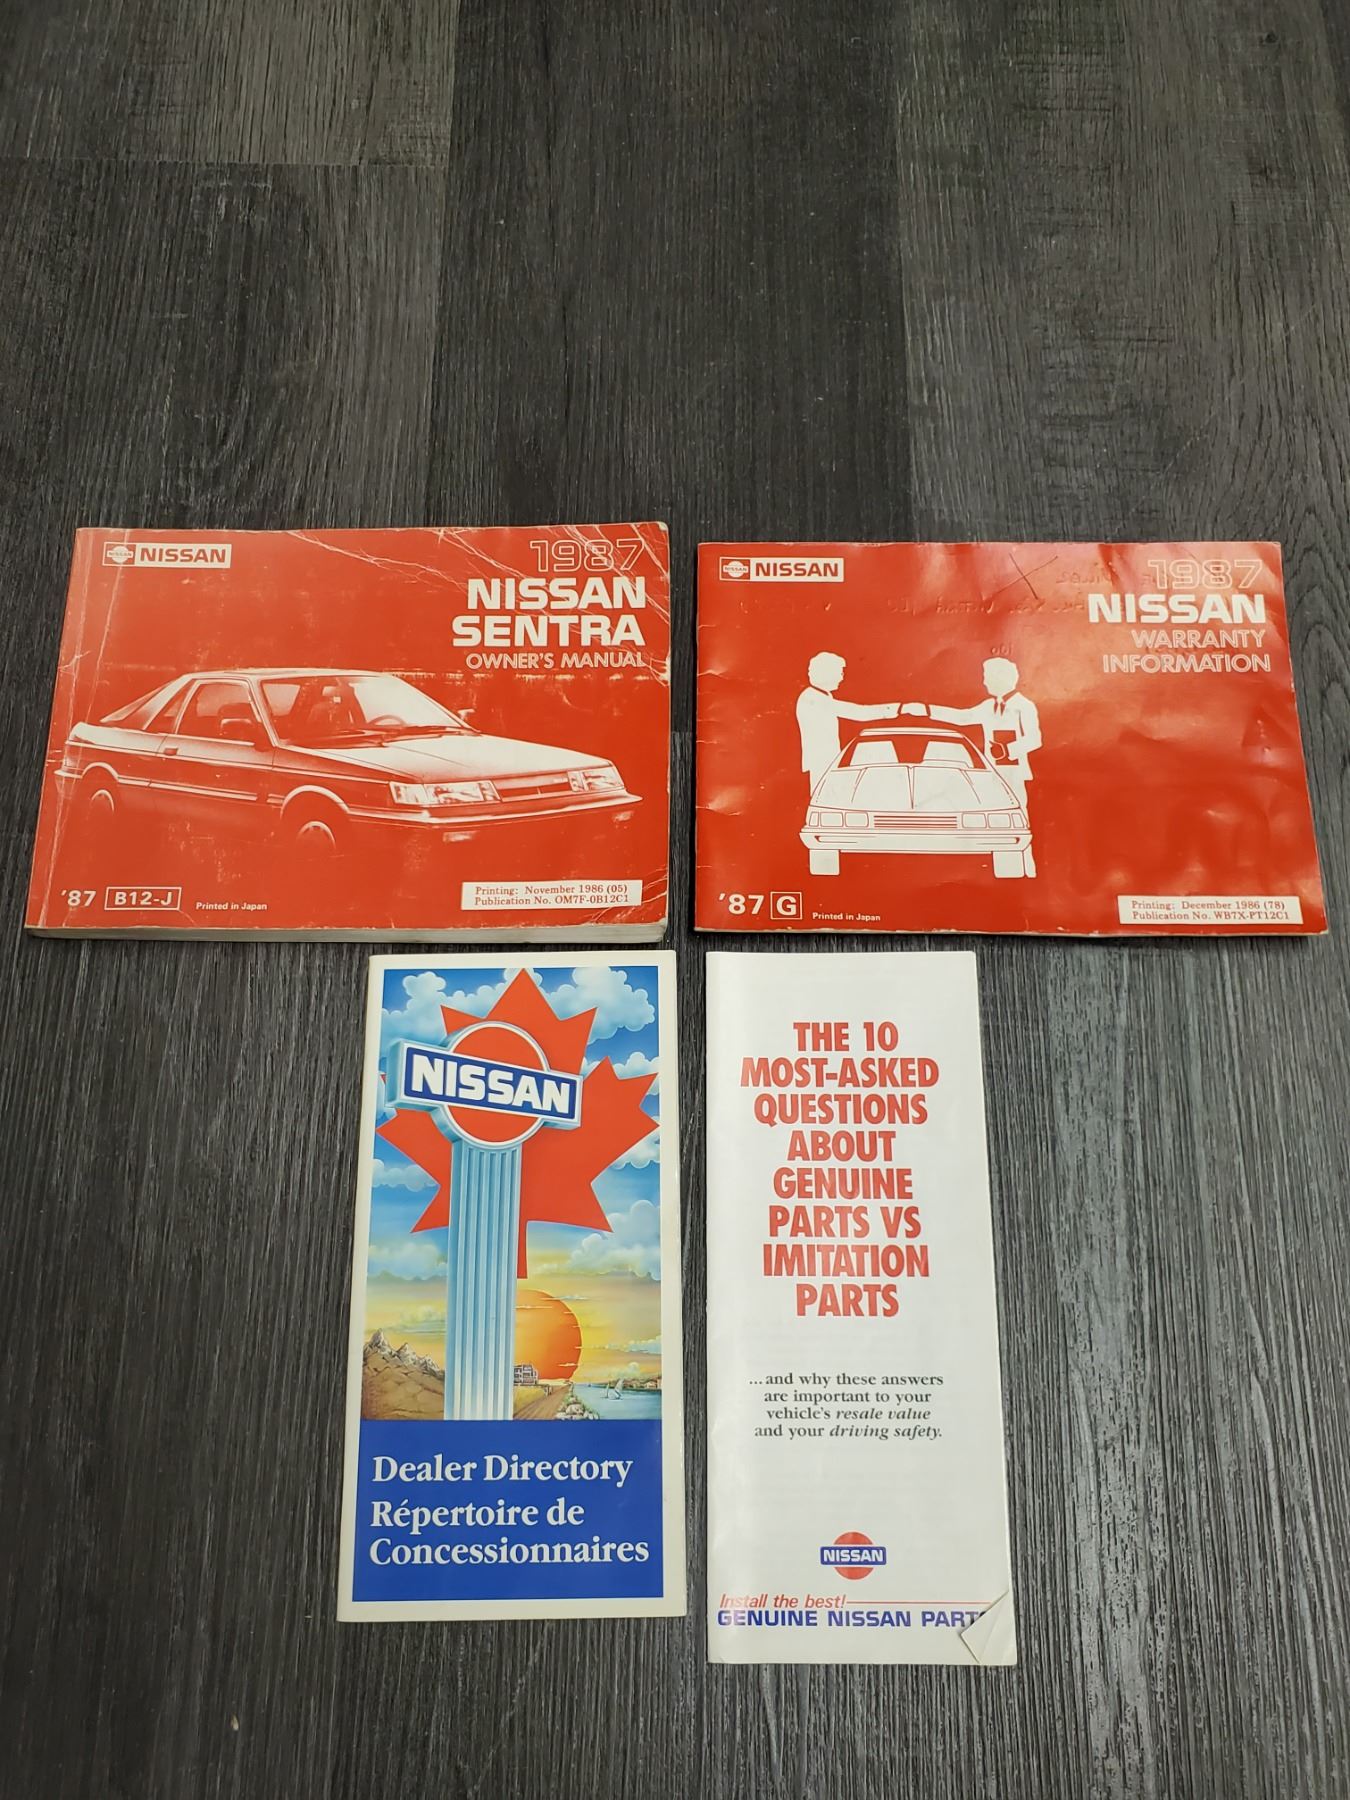 NISSAN
1987
NISSAN
SENTRA
OWNER'S MANUAL
'87 B12-J Printed in Japan
Printing: November 1986 (05)
Publication No. OM7F-0B12C1
NISSAN
1987
NISSAN
WARRANTY
INFORMATION
'87 G Printed in Japan
Printing: December 1986 (78)
Publication No. WB7X-PT12C1
NISSAN
Dealer Directory
Répertoire de
Concessionnaires
THE 10
MOST-ASKED
QUESTIONS
ABOUT
GENUINE
PARTS VS
IMITATION
PARTS
...and why these answers
are important to your
vehicle's resale value
and your driving safety.
NISSAN
Install the best!
GENUINE NISSAN PARTS